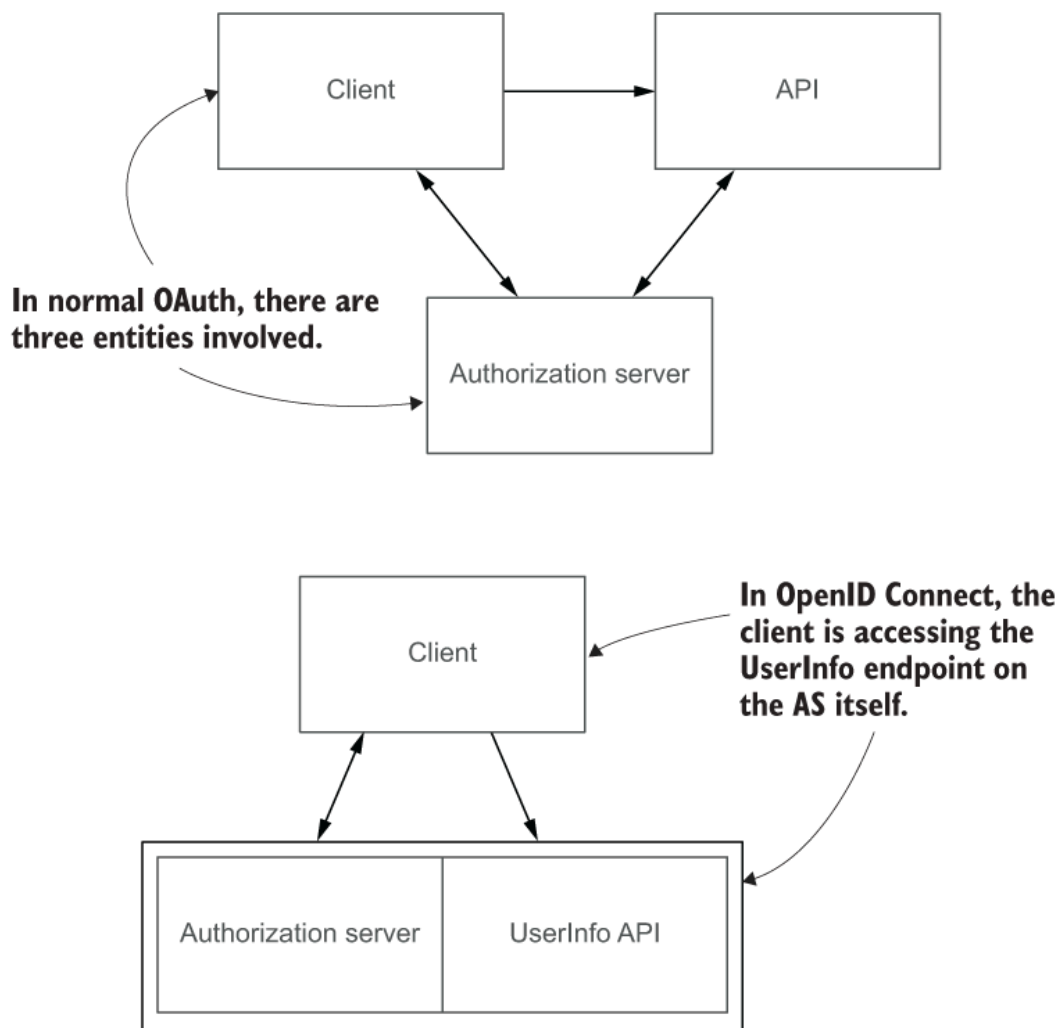 Client
API
In normal OAuth, there are
three entities involved.
Authorization server
Client
In OpenID Connect, the
client is accessing the
UserInfo endpoint on
the AS itself.
Authorization server
UserInfo API